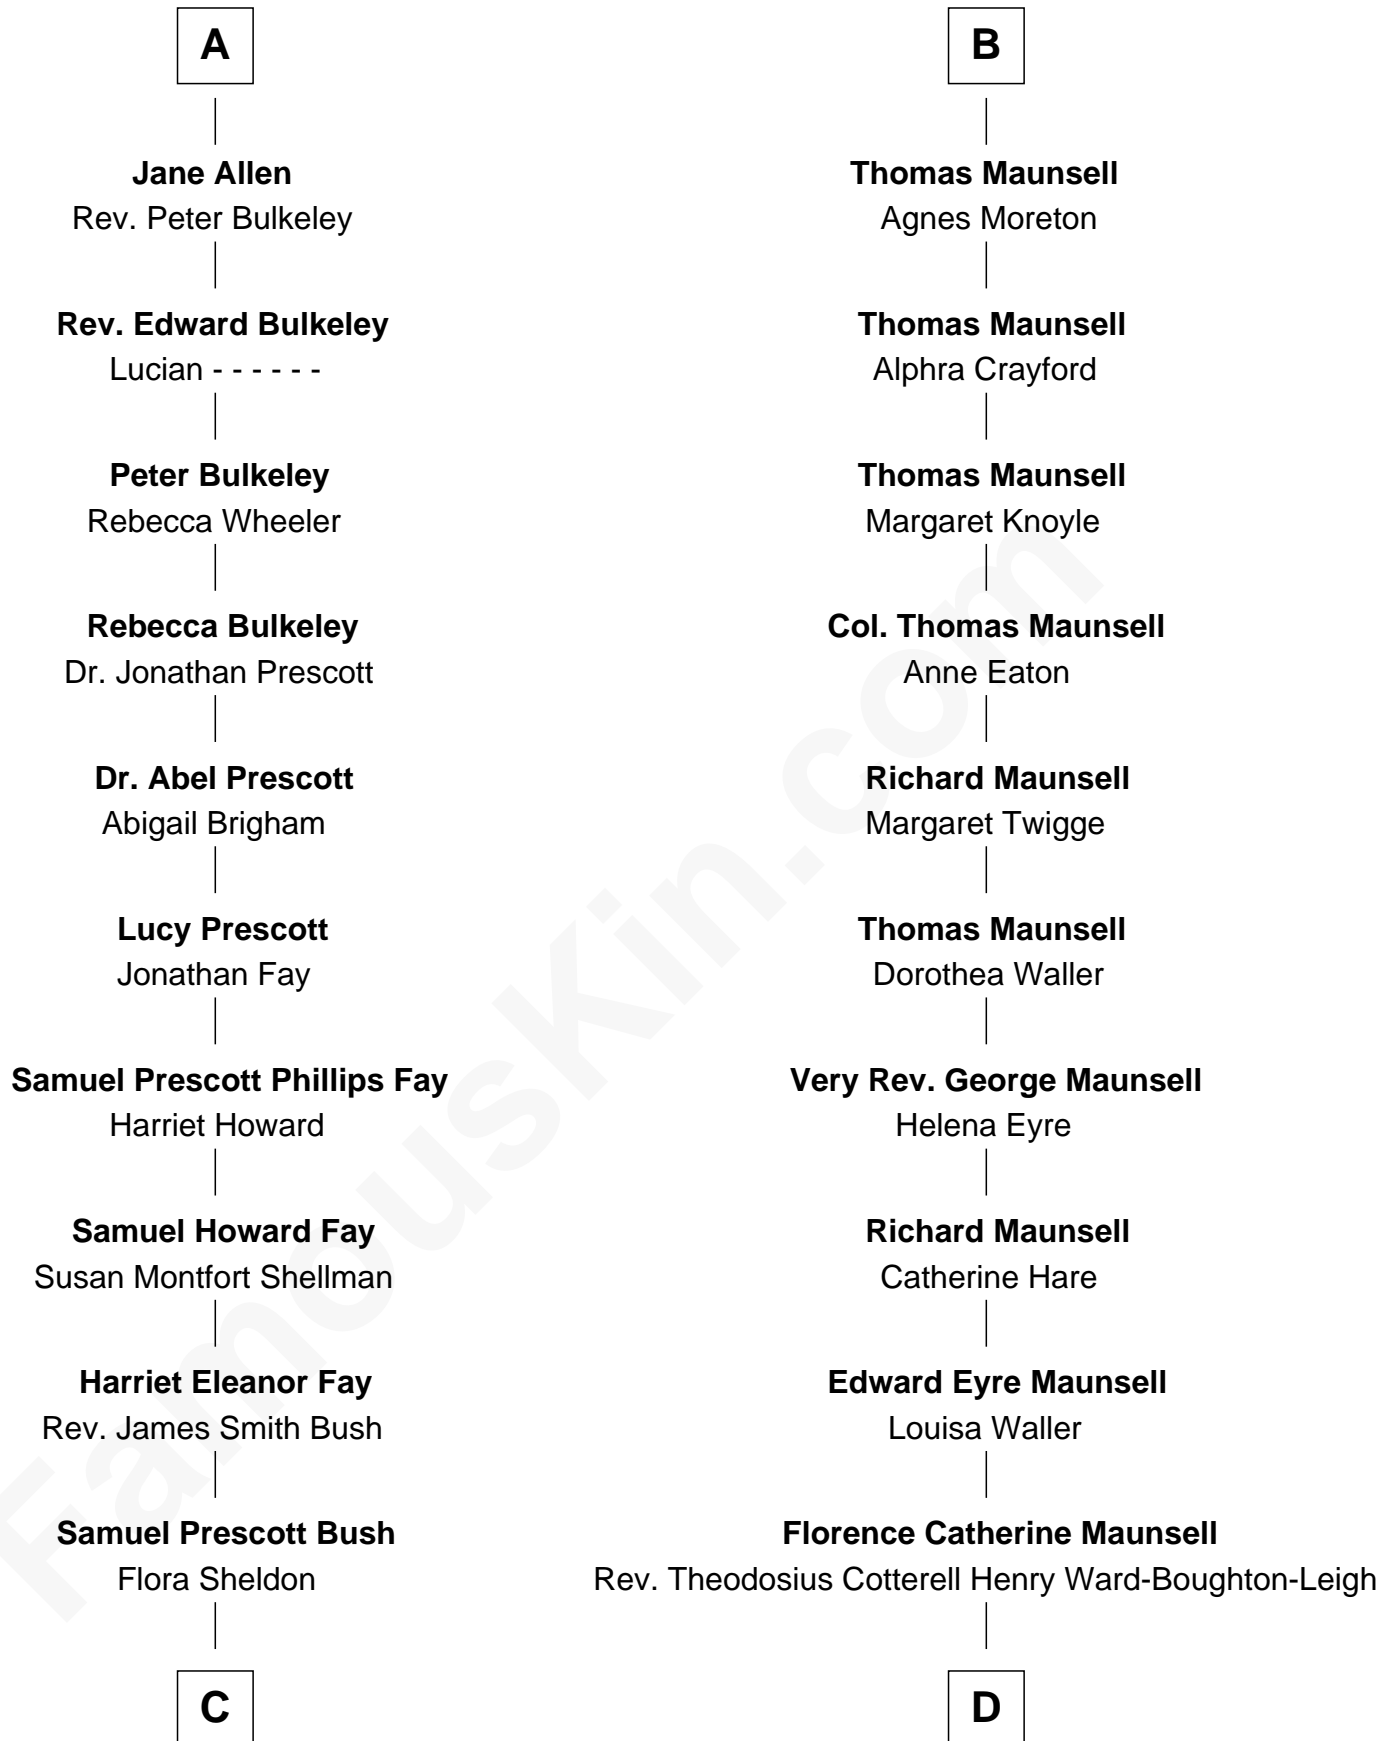 A
Jane Allen
Rev. Peter Bulkeley
Rev. Edward Bulkeley
Lucian - - - - - -
Peter Bulkeley
Rebecca Wheeler
Rebecca Bulkeley
Dr. Jonathan Prescott
Dr. Abel Prescott
Abigail Brigham
Lucy Prescott
Jonathan Fay
Samuel Prescott Phillips Fay
Harriet Howard
Samuel Howard Fay
Susan Montfort Shellman
Harriet Eleanor Fay
Rev. James Smith Bush
Samuel Prescott Bush
Flora Sheldon
C
B
Thomas Maunsell
Agnes Moreton
Thomas Maunsell
Alphra Crayford
Thomas Maunsell
Margaret Knoyle
Col. Thomas Maunsell
Anne Eaton
Richard Maunsell
Margaret Twigge
Thomas Maunsell
Dorothea Waller
Very Rev. George Maunsell
Helena Eyre
Richard Maunsell
Catherine Hare
Edward Eyre Maunsell
Louisa Waller
Florence Catherine Maunsell
Rev. Theodosius Cotterell Henry Ward-Boughton-Leigh
D
FamousKin.com